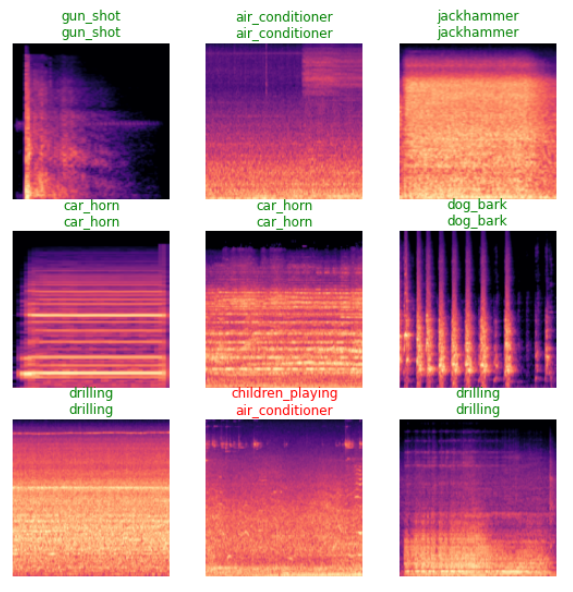 gun_shot
gun_shot
air_conditioner
air_conditioner
jackhammer
jackhammer
car_horn
car_horn
car_horn
car_horn
dog_bark
dog_bark
drilling
drilling
children_playing
air_conditioner
drilling
drilling